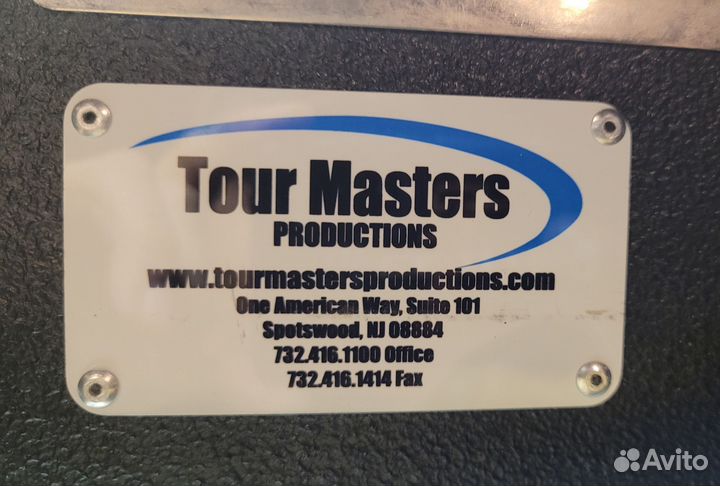 Tour Masters
PRODUCTIONS
www.tourmastersproductions.com
One American Way, Suite 101
Spotswood, NJ 08884
732.416.1100 Office
732.416.1414 Fax
Avito